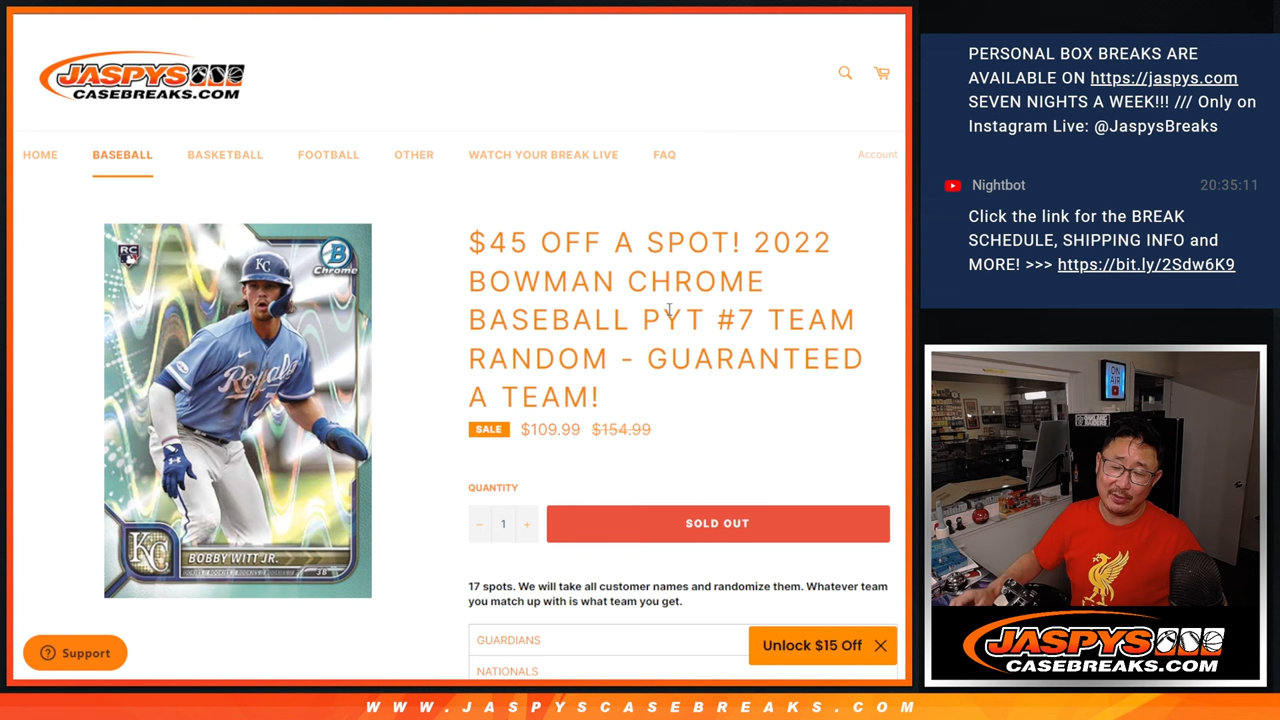 JASPYS
CASEBREAKS.COM
HOME
BASEBALL
BASKETBALL
FOOTBALL
OTHER
WATCH YOUR BREAK LIVE
FAQ
Account
RC
B
Chrome
KC
Royals
KC
BOBBY WITT JR.
$45 OFF A SPOT! 2022
BOWMAN CHROME
BASEBALL PYT #7 TEAM
RANDOM - GUARANTEED
A TEAM!
SALE $109.99 $154.99
QUANTITY
− 1 +
SOLD OUT
17 spots. We will take all customer names and randomize them. Whatever team
you match up with is what team you get.
GUARDIANS
NATIONALS
Unlock $15 Off
Support
PERSONAL BOX BREAKS ARE
AVAILABLE ON https://jaspys.com
SEVEN NIGHTS A WEEK!!! /// Only on
Instagram Live: @JaspysBreaks
Nightbot 20:35:11
Click the link for the BREAK
SCHEDULE, SHIPPING INFO and
MORE! >>> https://bit.ly/2Sdw6K9
ON
AIR
JASPYS
CASEBREAKS.COM
WWW.JASPYSCASEBREAKS.COM